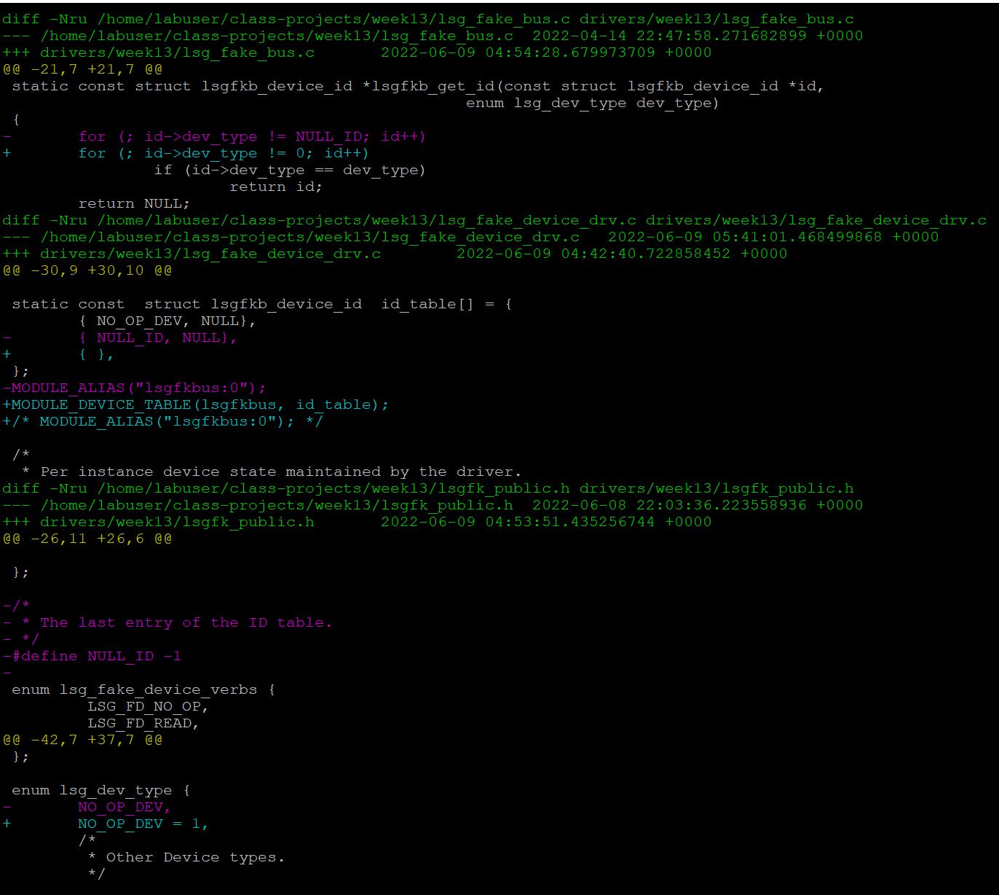 diff -Nru /home/labuser/class-projects/week13/lsg_fake_bus.c drivers/week13/lsg_fake_bus.c
--- /home/labuser/class-projects/week13/lsg_fake_bus.c  2022-04-14 22:47:58.271682899 +0000
+++ drivers/week13/lsg_fake_bus.c       2022-06-09 04:54:28.679973709 +0000
@@ -21,7 +21,7 @@
 static const struct lsgfkb_device_id *lsgfkb_get_id(const struct lsgfkb_device_id *id,
                                                 enum lsg_dev_type dev_type)
 {
-       for (; id->dev_type != NULL_ID; id++)
+       for (; id->dev_type != 0; id++)
                if (id->dev_type == dev_type)
                        return id;
        return NULL;
diff -Nru /home/labuser/class-projects/week13/lsg_fake_device_drv.c drivers/week13/lsg_fake_device_drv.c
--- /home/labuser/class-projects/week13/lsg_fake_device_drv.c   2022-06-09 05:41:01.468499868 +0000
+++ drivers/week13/lsg_fake_device_drv.c        2022-06-09 04:42:40.722858452 +0000
@@ -30,9 +30,10 @@
 static const  struct lsgfkb_device_id  id_table[] = {
        { NO_OP_DEV, NULL},
-       { NULL_ID, NULL},
+       { },
 };
-MODULE_ALIAS("lsgfkbus:0");
+MODULE_DEVICE_TABLE(lsgfkbus, id_table);
+/* MODULE_ALIAS("lsgfkbus:0"); */
 /*
  * Per instance device state maintained by the driver.
diff -Nru /home/labuser/class-projects/week13/lsgfk_public.h drivers/week13/lsgfk_public.h
--- /home/labuser/class-projects/week13/lsgfk_public.h  2022-06-08 22:03:36.223558936 +0000
+++ drivers/week13/lsgfk_public.h       2022-06-09 04:53:51.435256744 +0000
@@ -26,11 +26,6 @@
 };
-/*
- * The last entry of the ID table.
- */
-#define NULL_ID -1
-
 enum lsg_fake_device_verbs {
         LSG_FD_NO_OP,
         LSG_FD_READ,
@@ -42,7 +37,7 @@
 };
 enum lsg_dev_type {
-       NO_OP_DEV,
+       NO_OP_DEV = 1,
        /*
         * Other Device types.
         */